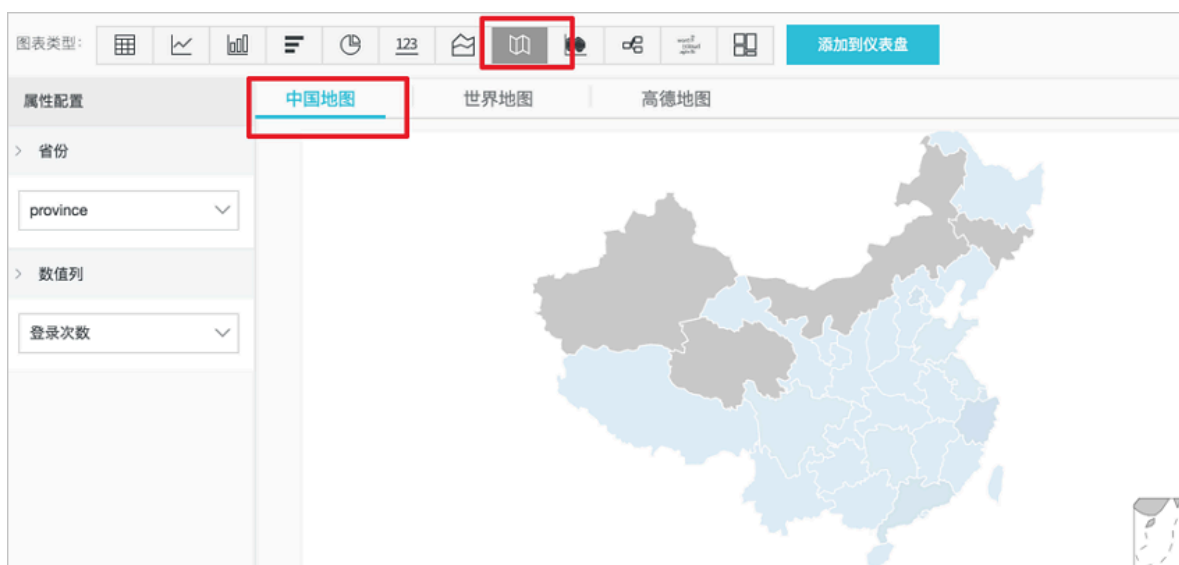 图表类型:
123
添加到仪表盘
属性配置
中国地图
世界地图
高德地图
省份
province
数值列
登录次数